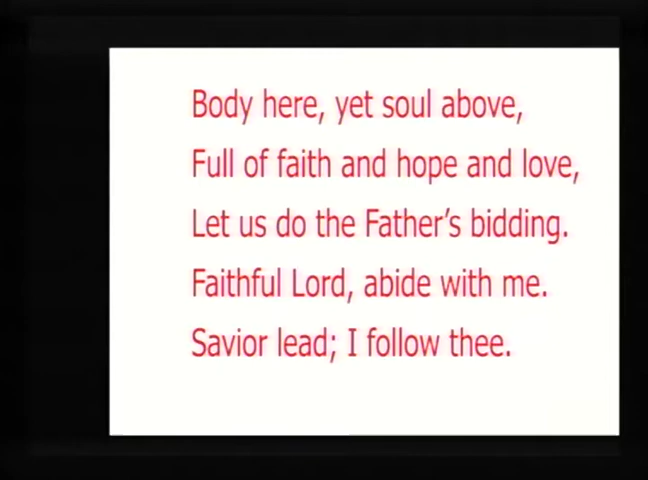 Body here, yet soul above,
Full of faith and hope and love,
Let us do the Father's bidding.
Faithful Lord, abide with me.
Savior lead; I follow thee.